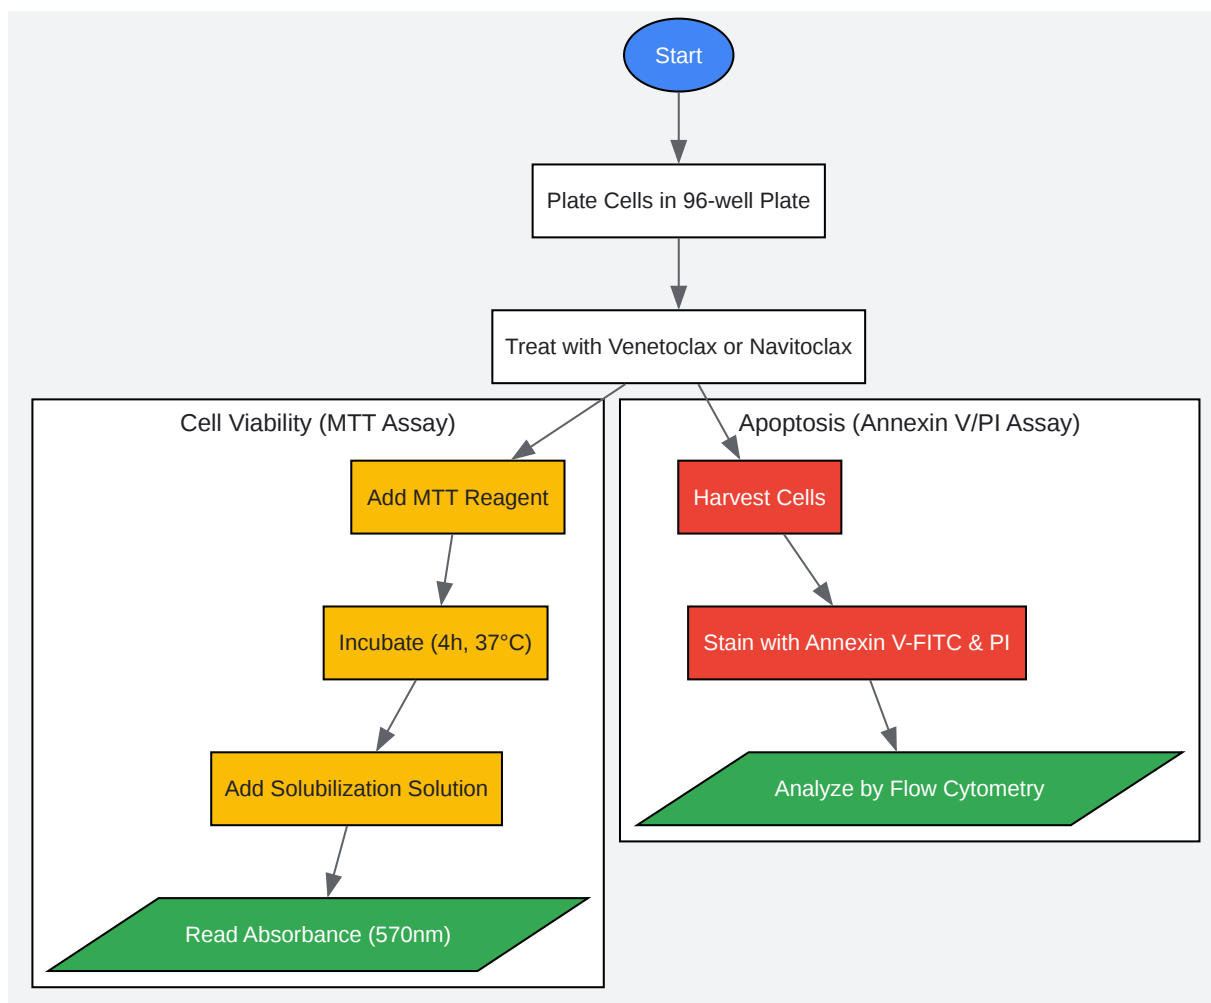 Start
Plate Cells in 96-well Plate
Treat with Venetoclax or Navitoclax
Cell Viability (MTT Assay)
Add MTT Reagent
Incubate (4h, 37°C)
Add Solubilization Solution
Read Absorbance (570nm)
Apoptosis (Annexin V/PI Assay)
Harvest Cells
Stain with Annexin V-FITC & PI
Analyze by Flow Cytometry